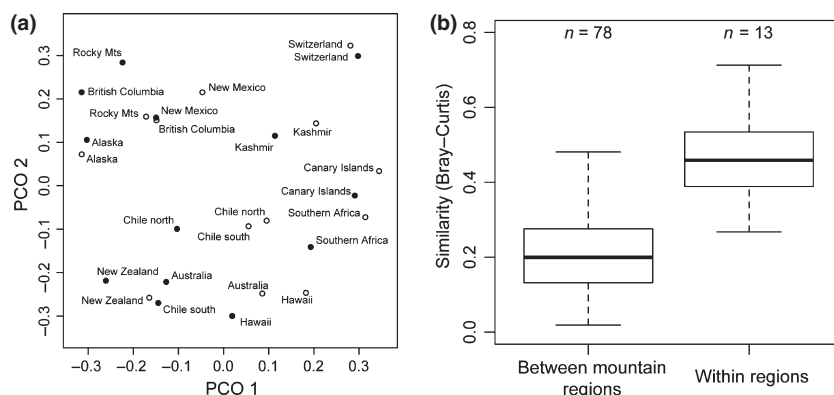 (a)
PCO 2
0.3
0.2
0.1
0.0
−0.1
−0.2
−0.3
Switzerland
Rocky Mts
Switzerland
British Columbia
New Mexico
Rocky Mts
New Mexico
British Columbia
Kashmir
Kashmir
Alaska
Alaska
Canary Islands
Canary Islands
Chile north
Southern Africa
Chile north
Chile south
Southern Africa
New Zealand
Australia
Australia
New Zealand
Chile south
Hawaii
Hawaii
−0.3
−0.2
−0.1
0.0
0.1
0.2
0.3
PCO 1
(b)
Similarity (Bray–Curtis)
0.8
0.6
0.4
0.2
0.0
n = 78
n = 13
Between mountain
regions
Within regions